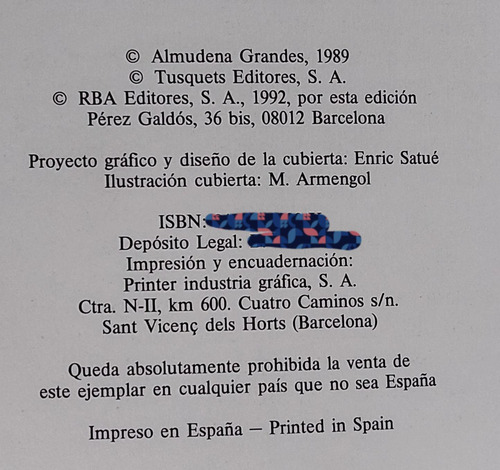 © Almudena Grandes, 1989
© Tusquets Editores, S. A.
© RBA Editores, S. A., 1992, por esta edición
Pérez Galdós, 36 bis, 08012 Barcelona
Proyecto gráfico y diseño de la cubierta: Enric Satué
Ilustración cubierta: M. Armengol
ISBN:
Depósito Legal:
Impresión y encuadernación:
Printer industria gráfica, S. A.
Ctra. N-II, km 600. Cuatro Caminos s/n.
Sant Vicenç dels Horts (Barcelona)
Queda absolutamente prohibida la venta de
este ejemplar en cualquier país que no sea España
Impreso en España — Printed in Spain